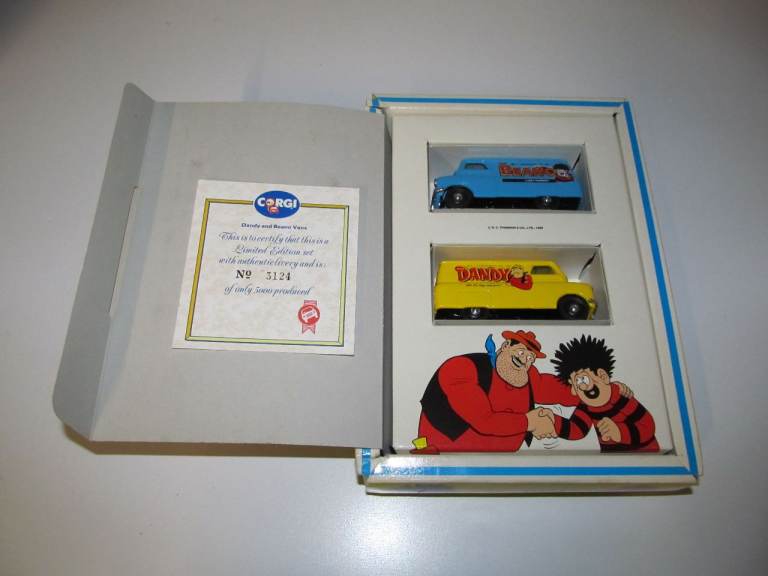 CORGI
Dandy and Beano Vans
This is to certify that this is a
Limited Edition set
with authentic livery and is:
No 3124
of only 5000 produced
BEANO
DANDY